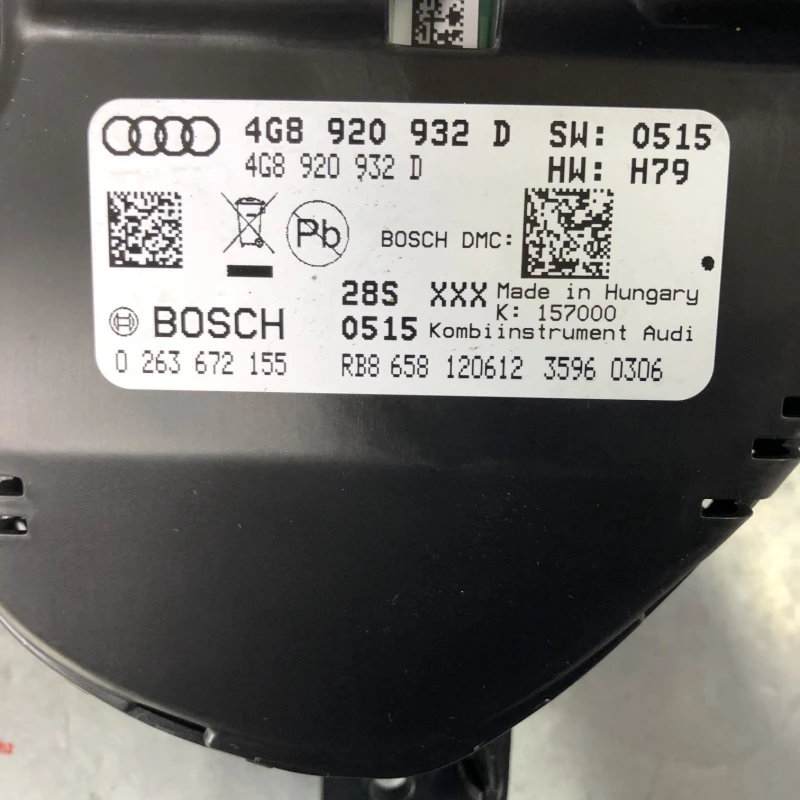 4G8 920 932 D SW: 0515
4G8 920 932 D HW: H79
Pb BOSCH DMC:
28S XXX Made in Hungary
K: 157000
BOSCH 0515 Kombiinstrument Audi
0 263 672 155 RB8 658 120612 3596 0306